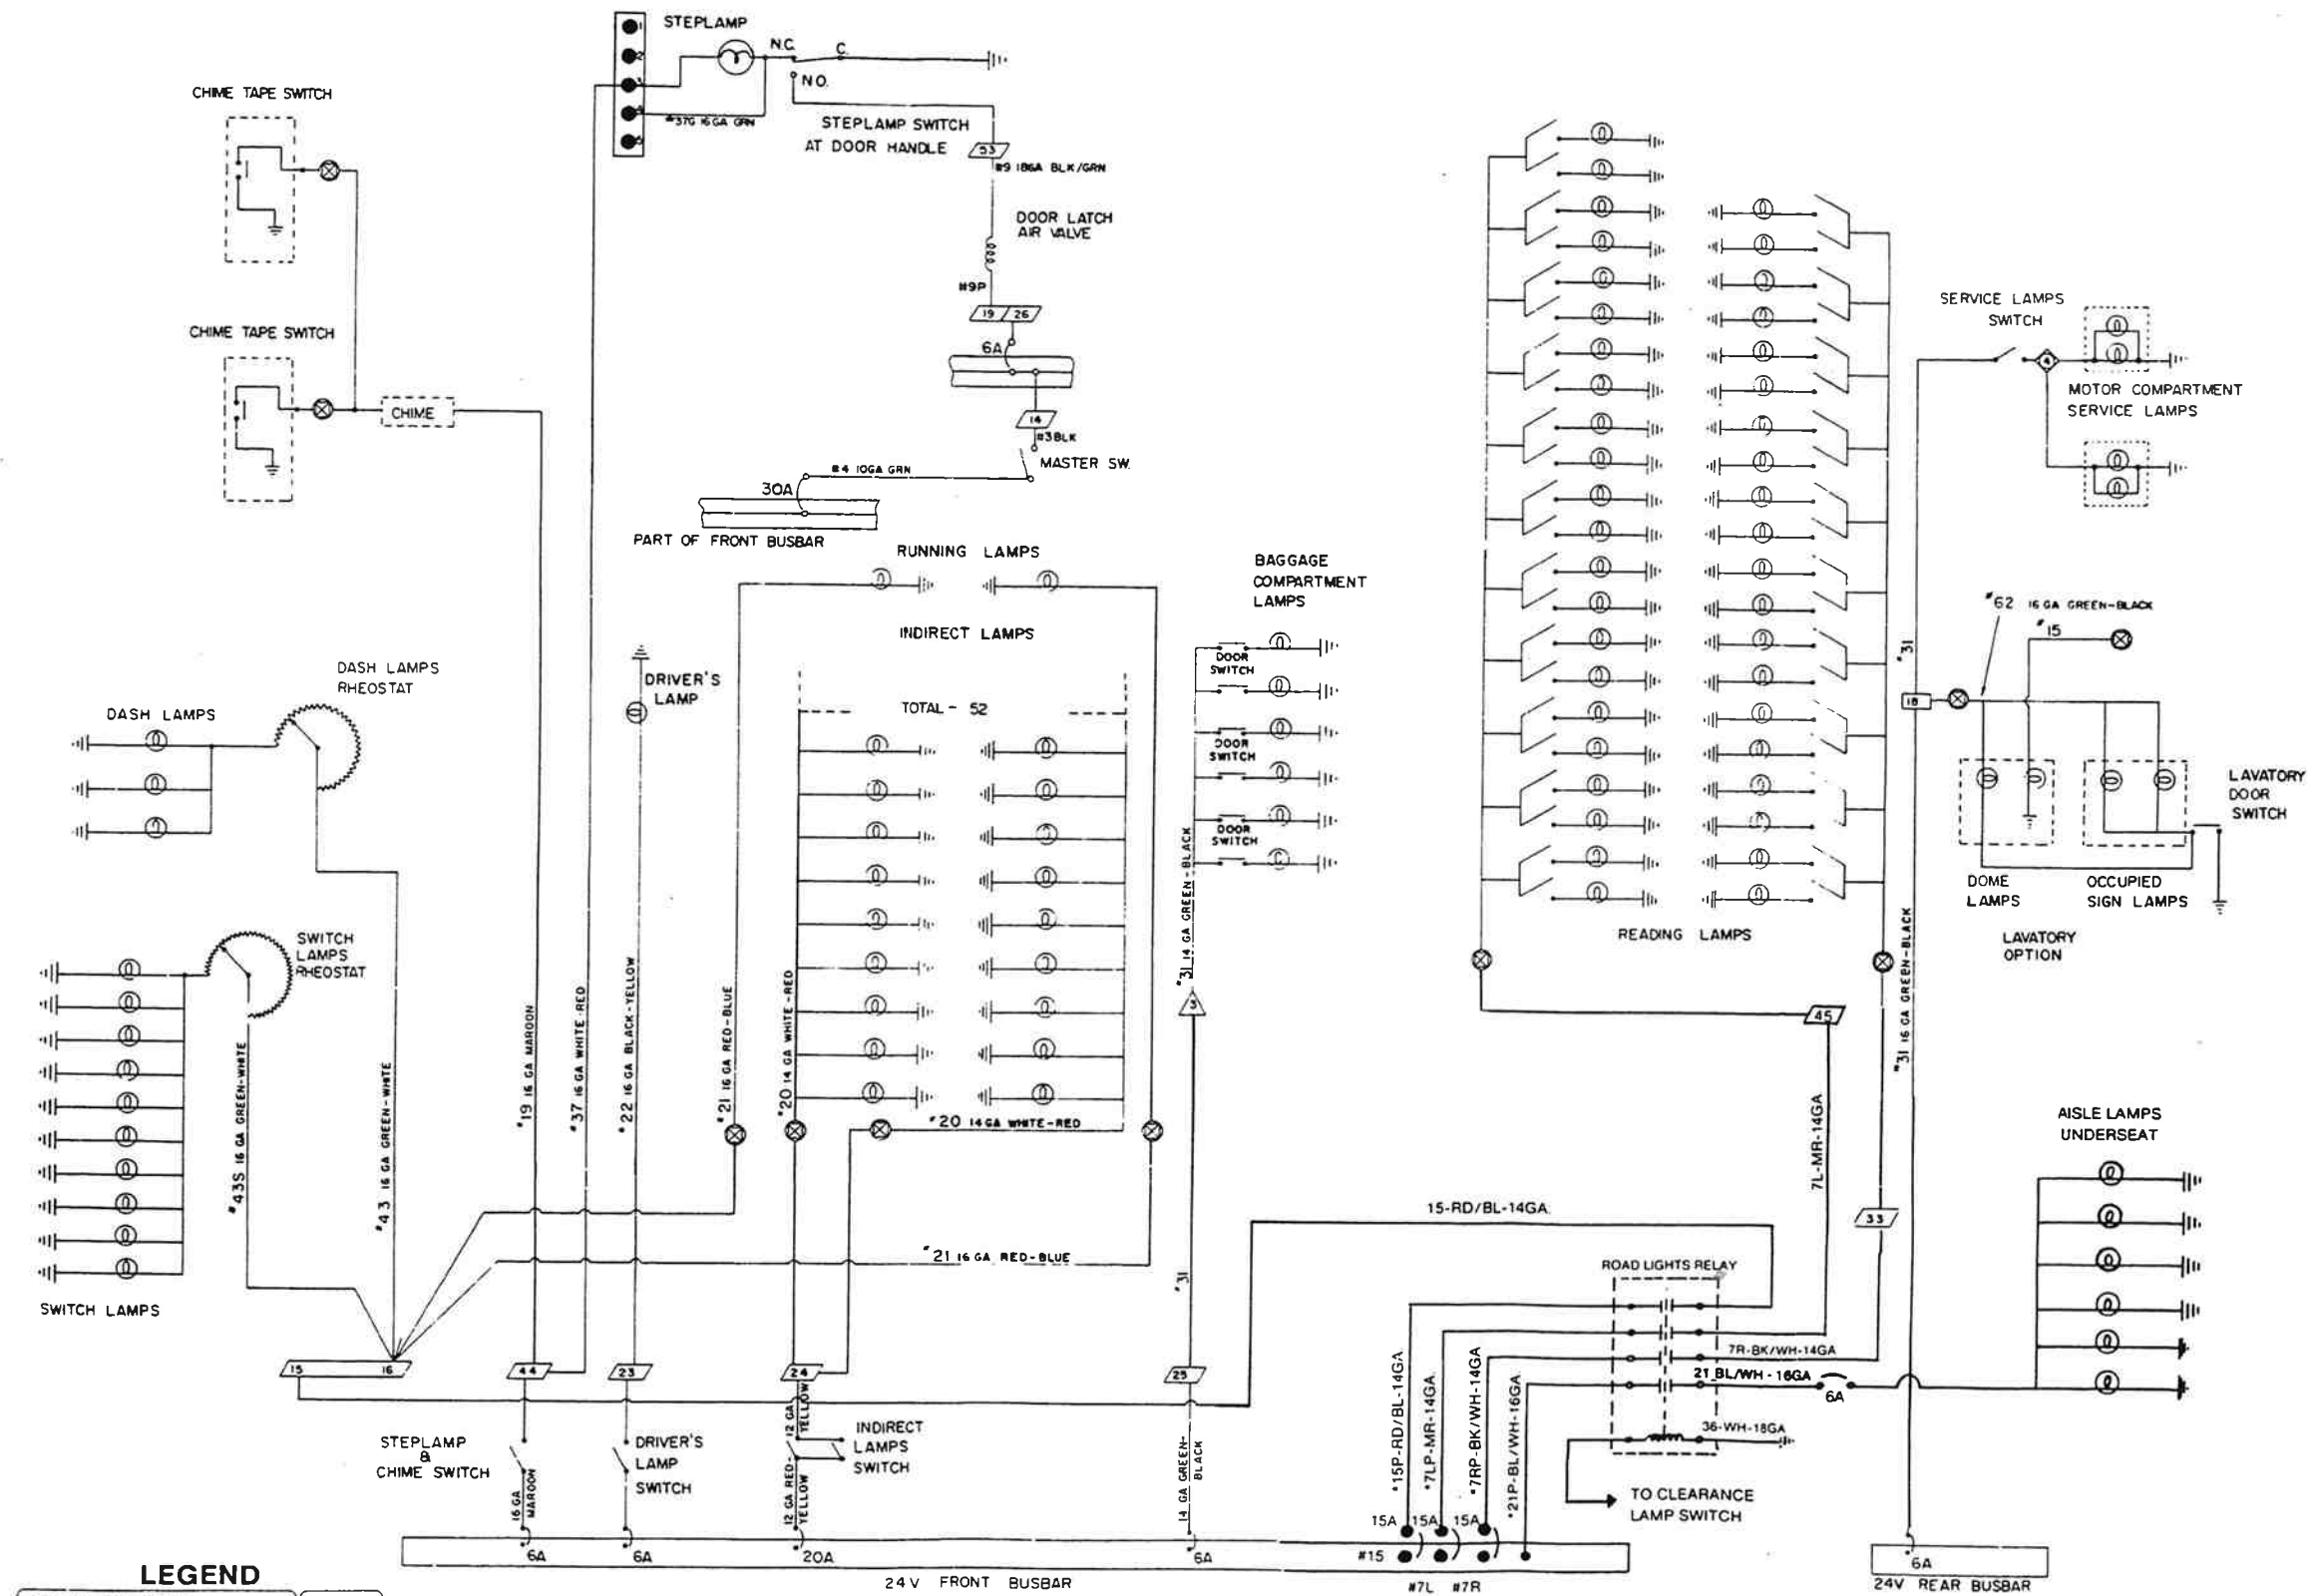 STEPLAMP
1
2
3
5
N.C.
C.
N.O.
#37G 16 GA GRN
STEPLAMP SWITCH
AT DOOR HANDLE
53
#9 18GA BLK/GRN
DOOR LATCH
AIR VALVE
#9P
19 26
6A
14
#3BLK
MASTER SW.
#4 10GA GRN
30A
PART OF FRONT BUSBAR
CHIME TAPE SWITCH
CHIME TAPE SWITCH
CHIME
DASH LAMPS
RHEOSTAT
DASH LAMPS
SWITCH
LAMPS
RHEOSTAT
SWITCH LAMPS
#43S 16 GA GREEN-WHITE
#43 16 GA GREEN-WHITE
#19 16 GA MAROON
#37 16 GA WHITE-RED
#22 16 GA BLACK-YELLOW
DRIVER'S
LAMP
#21 16 GA RED-BLUE
#20 14 GA WHITE-RED
RUNNING LAMPS
INDIRECT LAMPS
TOTAL - 52
#20 14 GA WHITE-RED
#21 16 GA RED-BLUE
BAGGAGE
COMPARTMENT
LAMPS
DOOR
SWITCH
DOOR
SWITCH
DOOR
SWITCH
#31 14 GA GREEN-BLACK
3
#31
READING LAMPS
SERVICE LAMPS
SWITCH
4
MOTOR COMPARTMENT
SERVICE LAMPS
#62 16 GA GREEN-BLACK
#15
#31
18
LAVATORY
DOOR
SWITCH
DOME
LAMPS
OCCUPIED
SIGN LAMPS
LAVATORY
OPTION
#31 16 GA GREEN-BLACK
45
7L-MR-14GA
33
AISLE LAMPS
UNDERSEAT
15-RD/BL-14GA.
ROAD LIGHTS RELAY
7R-BK/WH-14GA
21 BL/WH - 16GA
6A
36-WH-18GA
TO CLEARANCE
LAMP SWITCH
*15P-RD/BL-14GA
*7LP-MR-14GA.
*7RP-BK/WH-14GA
*21P-BL/WH-16GA
15 16
44
23
24
25
STEPLAMP
&
CHIME SWITCH
16 GA
MAROON
DRIVER'S
LAMP
SWITCH
12 GA
YELLOW
12 GA RED-
YELLOW
INDIRECT
LAMPS
SWITCH
14 GA GREEN-
BLACK
6A
6A
20A
6A
15A 15A 15A
#15
#7L #7R
24V FRONT BUSBAR
6A
24V REAR BUSBAR
LEGEND